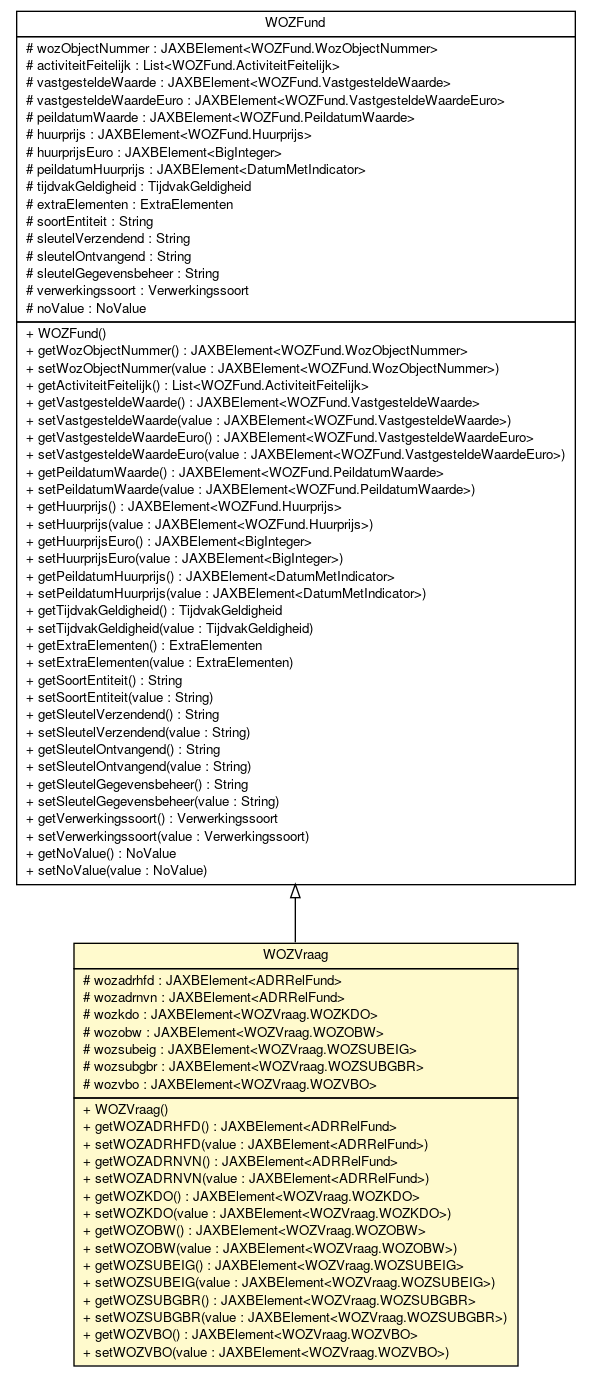 WOZFund
# wozObjectNummer : JAXBElement<WOZFund.WozObjectNummer>
# activiteitFeitelijk : List<WOZFund.ActiviteitFeitelijk>
# vastgesteldeWaarde : JAXBElement<WOZFund.VastgesteldeWaarde>
# vastgesteldeWaardeEuro : JAXBElement<WOZFund.VastgesteldeWaardeEuro>
# peildatumWaarde : JAXBElement<WOZFund.PeildatumWaarde>
# huurprijs : JAXBElement<WOZFund.Huurprijs>
# huurprijsEuro : JAXBElement<BigInteger>
# peildatumHuurprijs : JAXBElement<DatumMetIndicator>
# tijdvakGeldigheid : TijdvakGeldigheid
# extraElementen : ExtraElementen
# soortEntiteit : String
# sleutelVerzendend : String
# sleutelOntvangend : String
# sleutelGegevensbeheer : String
# verwerkingssoort : Verwerkingssoort
# noValue : NoValue
+ WOZFund()
+ getWozObjectNummer() : JAXBElement<WOZFund.WozObjectNummer>
+ setWozObjectNummer(value : JAXBElement<WOZFund.WozObjectNummer>)
+ getActiviteitFeitelijk() : List<WOZFund.ActiviteitFeitelijk>
+ getVastgesteldeWaarde() : JAXBElement<WOZFund.VastgesteldeWaarde>
+ setVastgesteldeWaarde(value : JAXBElement<WOZFund.VastgesteldeWaarde>)
+ getVastgesteldeWaardeEuro() : JAXBElement<WOZFund.VastgesteldeWaardeEuro>
+ setVastgesteldeWaardeEuro(value : JAXBElement<WOZFund.VastgesteldeWaardeEuro>)
+ getPeildatumWaarde() : JAXBElement<WOZFund.PeildatumWaarde>
+ setPeildatumWaarde(value : JAXBElement<WOZFund.PeildatumWaarde>)
+ getHuurprijs() : JAXBElement<WOZFund.Huurprijs>
+ setHuurprijs(value : JAXBElement<WOZFund.Huurprijs>)
+ getHuurprijsEuro() : JAXBElement<BigInteger>
+ setHuurprijsEuro(value : JAXBElement<BigInteger>)
+ getPeildatumHuurprijs() : JAXBElement<DatumMetIndicator>
+ setPeildatumHuurprijs(value : JAXBElement<DatumMetIndicator>)
+ getTijdvakGeldigheid() : TijdvakGeldigheid
+ setTijdvakGeldigheid(value : TijdvakGeldigheid)
+ getExtraElementen() : ExtraElementen
+ setExtraElementen(value : ExtraElementen)
+ getSoortEntiteit() : String
+ setSoortEntiteit(value : String)
+ getSleutelVerzendend() : String
+ setSleutelVerzendend(value : String)
+ getSleutelOntvangend() : String
+ setSleutelOntvangend(value : String)
+ getSleutelGegevensbeheer() : String
+ setSleutelGegevensbeheer(value : String)
+ getVerwerkingssoort() : Verwerkingssoort
+ setVerwerkingssoort(value : Verwerkingssoort)
+ getNoValue() : NoValue
+ setNoValue(value : NoValue)
WOZVraag
# wozadrhfd : JAXBElement<ADRRelFund>
# wozadrnvn : JAXBElement<ADRRelFund>
# wozkdo : JAXBElement<WOZVraag.WOZKDO>
# wozobw : JAXBElement<WOZVraag.WOZOBW>
# wozsubeig : JAXBElement<WOZVraag.WOZSUBEIG>
# wozsubgbr : JAXBElement<WOZVraag.WOZSUBGBR>
# wozvbo : JAXBElement<WOZVraag.WOZVBO>
+ WOZVraag()
+ getWOZADRHFD() : JAXBElement<ADRRelFund>
+ setWOZADRHFD(value : JAXBElement<ADRRelFund>)
+ getWOZADRNVN() : JAXBElement<ADRRelFund>
+ setWOZADRNVN(value : JAXBElement<ADRRelFund>)
+ getWOZKDO() : JAXBElement<WOZVraag.WOZKDO>
+ setWOZKDO(value : JAXBElement<WOZVraag.WOZKDO>)
+ getWOZOBW() : JAXBElement<WOZVraag.WOZOBW>
+ setWOZOBW(value : JAXBElement<WOZVraag.WOZOBW>)
+ getWOZSUBEIG() : JAXBElement<WOZVraag.WOZSUBEIG>
+ setWOZSUBEIG(value : JAXBElement<WOZVraag.WOZSUBEIG>)
+ getWOZSUBGBR() : JAXBElement<WOZVraag.WOZSUBGBR>
+ setWOZSUBGBR(value : JAXBElement<WOZVraag.WOZSUBGBR>)
+ getWOZVBO() : JAXBElement<WOZVraag.WOZVBO>
+ setWOZVBO(value : JAXBElement<WOZVraag.WOZVBO>)